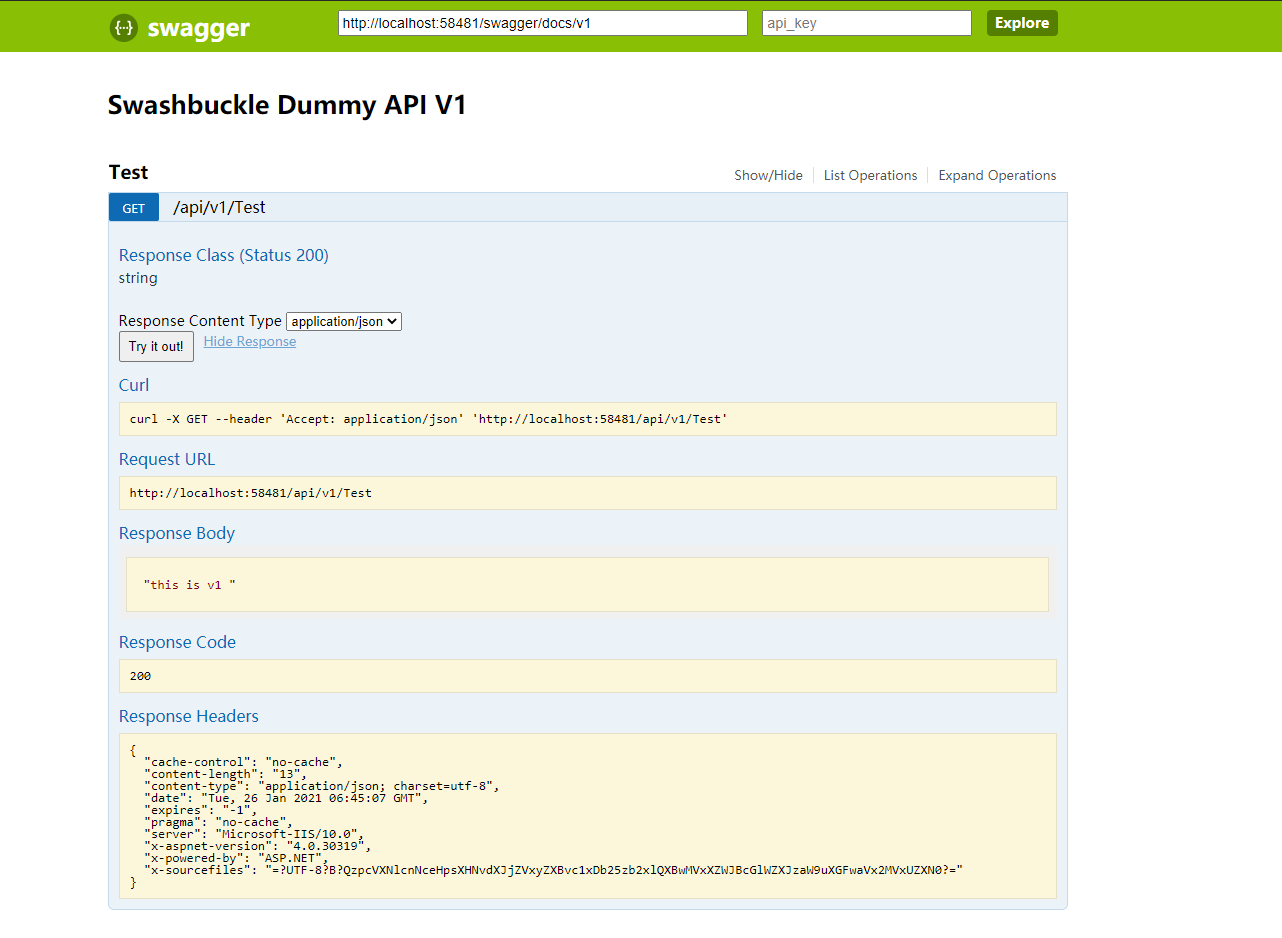 {··} swagger http://localhost:58481/swagger/docs/v1 api_key Explore
Swashbuckle Dummy API V1
Test Show/Hide List Operations Expand Operations
GET /api/v1/Test
Response Class (Status 200)
string
Response Content Type application/json
Try it out! Hide Response
Curl
curl -X GET --header 'Accept: application/json' 'http://localhost:58481/api/v1/Test'
Request URL
http://localhost:58481/api/v1/Test
Response Body
"this is v1 "
Response Code
200
Response Headers
{
  "cache-control": "no-cache",
  "content-length": "13",
  "content-type": "application/json; charset=utf-8",
  "date": "Tue, 26 Jan 2021 06:45:07 GMT",
  "expires": "-1",
  "pragma": "no-cache",
  "server": "Microsoft-IIS/10.0",
  "x-aspnet-version": "4.0.30319",
  "x-powered-by": "ASP.NET",
  "x-sourcefiles": "=?UTF-8?B?QzpcVXNlcnNceHpsXHNvdXJjZVxyZXBvc1xDb25zb2xlQXBwMVxXZWJBcGlWZXJzaW9uXGFwaVx2MVxUZXN0?="
}